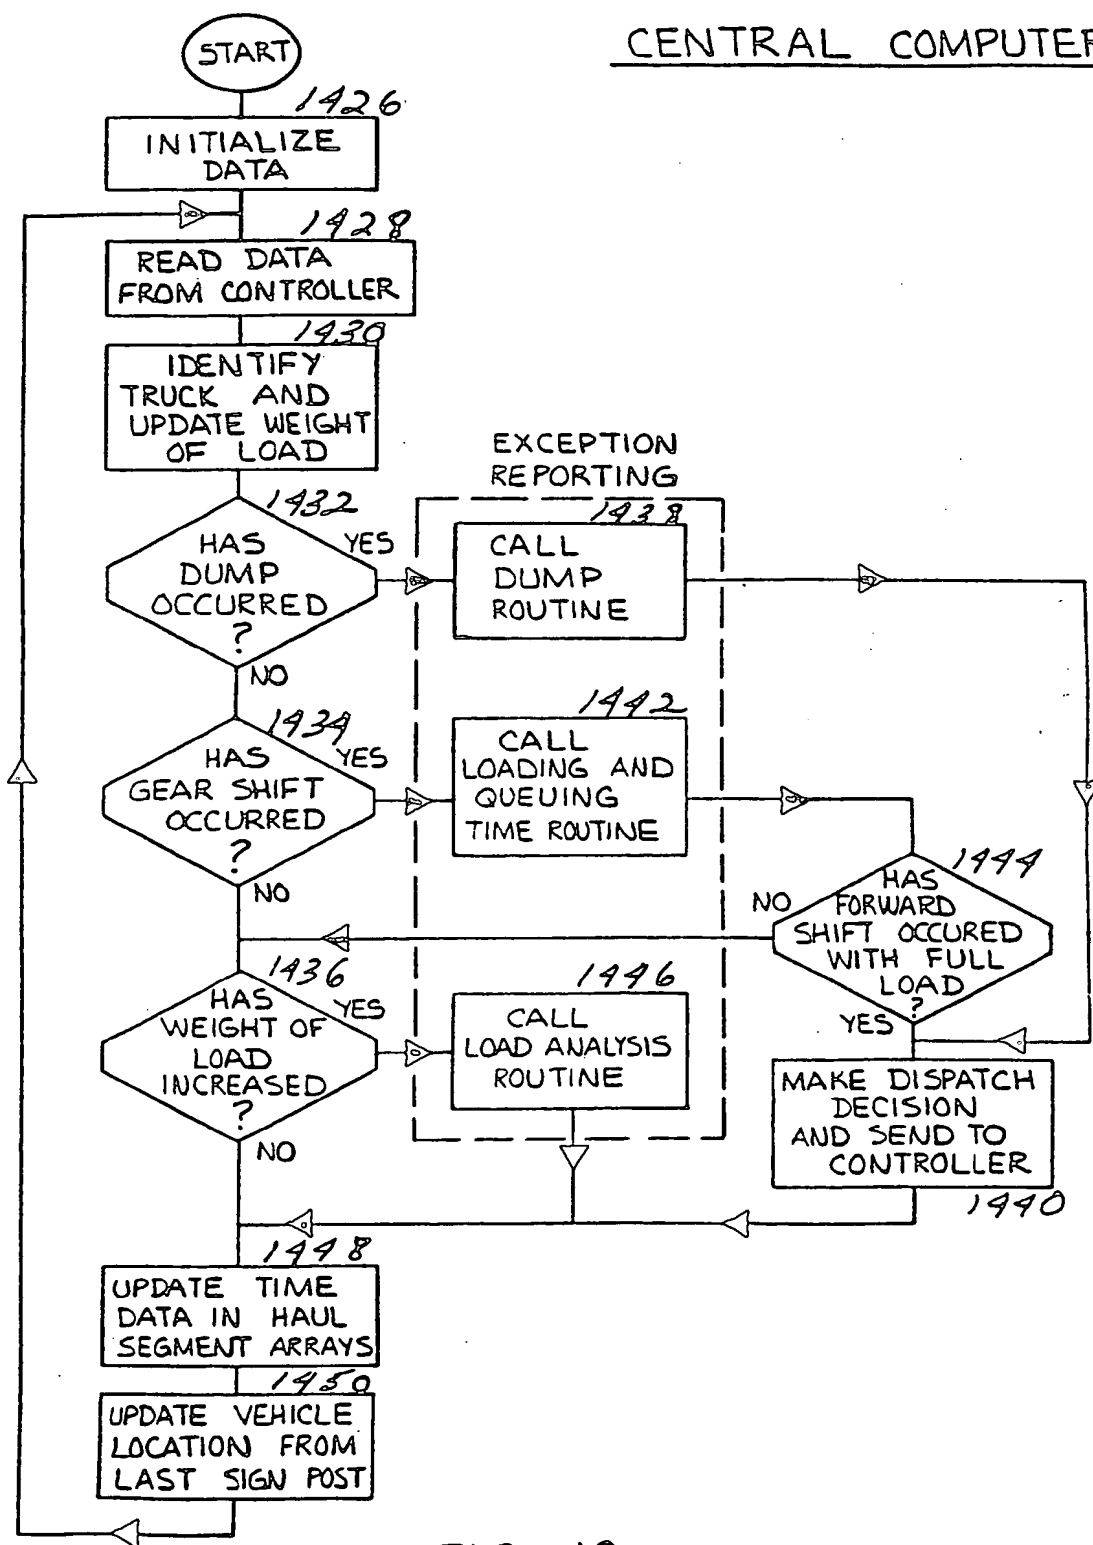 CENTRAL COMPUTER
START
1426
INITIALIZE
DATA
1428
READ DATA
FROM CONTROLLER
1430
IDENTIFY
TRUCK AND
UPDATE WEIGHT
OF LOAD
EXCEPTION
REPORTING
1432
HAS
DUMP
OCCURRED
?
YES
NO
1438
CALL
DUMP
ROUTINE
1434
HAS
GEAR SHIFT
OCCURRED
?
YES
NO
1442
CALL
LOADING AND
QUEUING
TIME ROUTINE
1444
HAS
FORWARD
SHIFT OCCURED
WITH FULL
LOAD
?
NO
YES
1436
HAS
WEIGHT OF
LOAD
INCREASED
?
YES
NO
1446
CALL
LOAD ANALYSIS
ROUTINE
MAKE DISPATCH
DECISION
AND SEND TO
CONTROLLER
1440
1448
UPDATE TIME
DATA IN HAUL
SEGMENT ARRAYS
1450
UPDATE VEHICLE
LOCATION FROM
LAST SIGN POST